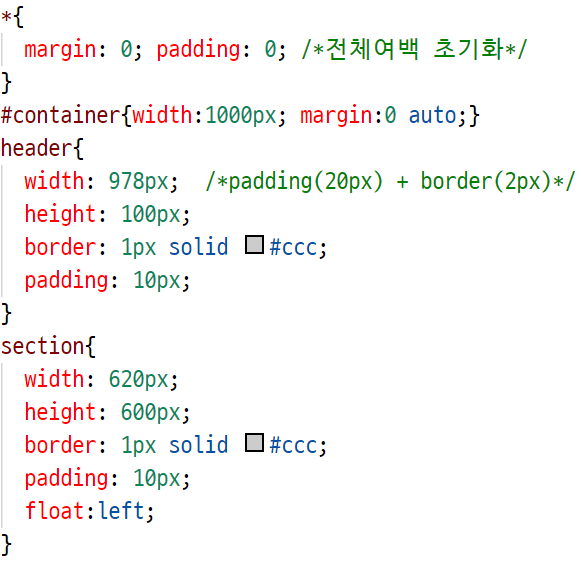 *{
margin: 0; padding: 0; /*전체여백 초기화*/
}
#container{width:1000px; margin:0 auto;}
header{
width: 978px; /*padding(20px) + border(2px)*/
height: 100px;
border: 1px solid #ccc;
padding: 10px;
}
section{
width: 620px;
height: 600px;
border: 1px solid #ccc;
padding: 10px;
float:left;
}